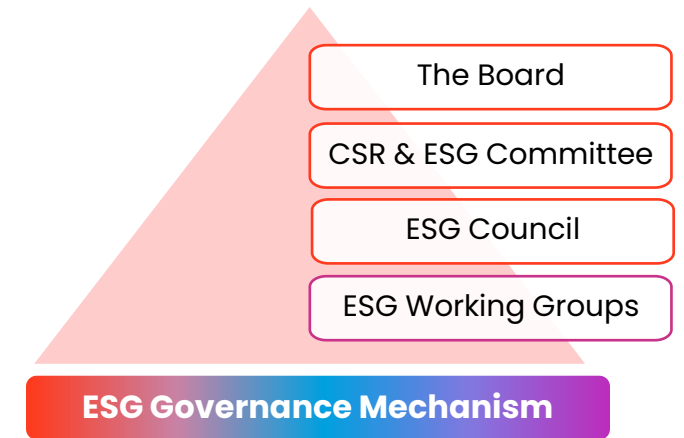 The Board
CSR & ESG Committee
ESG Council
ESG Working Groups
ESG Governance Mechanism